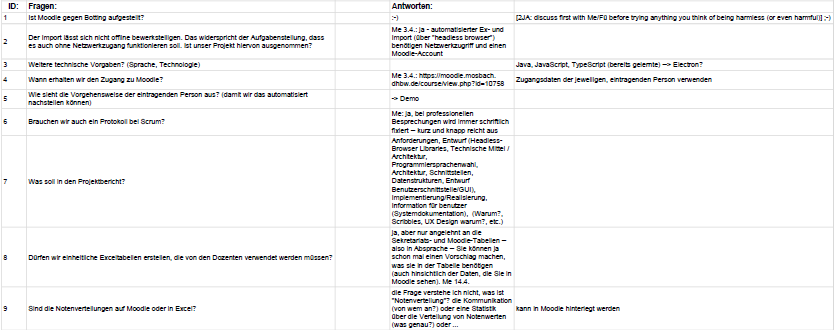 ID: Fragen: Antworten:
1 Ist Moodle gegen Botting aufgestellt? :-) [2JA: discuss first with Me/Fü before trying anything you think of being harmless (or even harmful)] ;-)
2 Der Import lässt sich nicht offline bewerkstelligen. Das widerspricht der Aufgabenstellung, dass
es auch ohne Netzwerkzugang funktionieren soll. Ist unser Projekt hiervon ausgenommen?
Me 3.4.: ja - automatisierter Ex- und
Import (über "headless browser")
benötigen Netzwerkzugriff und einen
Moodle-Account
3 Weitere technische Vorgaben? (Sprache, Technologie) Java, JavaScript, TypeScript (bereits gelernte) --> Electron?
4 Wann erhalten wir den Zugang zu Moodle?
Me 3.4.: https://moodle.mosbach.
dhbw.de/course/view.php?id=10758
Zugangsdaten der jeweiligen, eintragenden Person verwenden
5 Wie sieht die Vorgehensweise der eintragenden Person aus? (damit wir das automatisiert
nachstellen können)
-> Demo
6 Brauchen wir auch ein Protokoll bei Scrum?
Me: ja, bei professionellen
Besprechungen wird immer schriftlich
fixiert – kurz und knapp reicht aus
7 Was soll in den Projektbericht?
Anforderungen, Entwurf (Headless-
Browser Libraries, Technische Mittel /
Architektur,
Programmiersprachenwahl,
Architektur, Schnittstellen,
Datenstrukturen, Entwurf
Benutzerschnittstelle/GUI),
Implementierung/Realisierung,
Information für benutzer
(Systemdokumentation), (Warum?,
Scribbles, UX Design warum?, etc.)
8 Dürfen wir einheitliche Exceltabellen erstellen, die von den Dozenten verwendet werden müssen?
ja, aber nur angelehnt an die
Sekretariats- und Moodle-Tabellen –
also in Absprache – Sie können ja
schon mal einen Vorschlag machen,
was sie in der Tabelle benötigen
(auch hinsichtlich der Daten, die Sie in
Moodle sehen). Me 14.4.
9 Sind die Notenverteilungen auf Moodle oder in Excel?
die Frage verstehe ich nicht, was ist
"Notenverteilung"? die Kommunikation
(von wem an?) oder eine Statistik
über die Verteilung von Notenwerten
(was genau?) oder ...
kann in Moodle hinterlegt werden